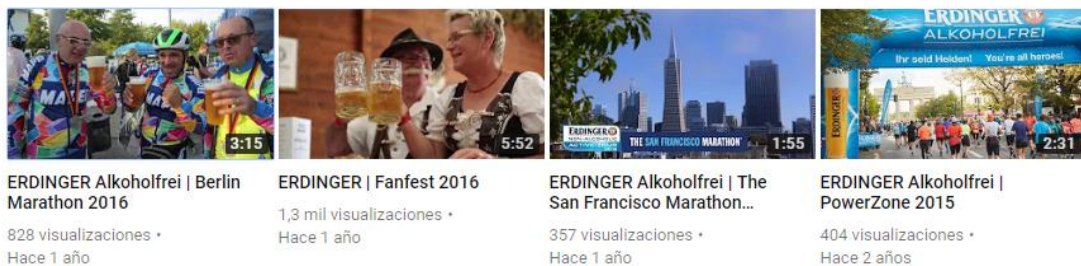 3:15
5:52
ERDINGER
NON-ALCOHOLIC
THE SAN FRANCISCO MARATHON
1:55
ERDINGER
ALKOHOLFREI
Ihr seid Helden! You're all heroes!
ERDINGER
2:31
ERDINGER Alkoholfrei | Berlin
Marathon 2016
828 visualizaciones •
Hace 1 año
ERDINGER | Fanfest 2016
1,3 mil visualizaciones •
Hace 1 año
ERDINGER Alkoholfrei | The
San Francisco Marathon...
357 visualizaciones •
Hace 1 año
ERDINGER Alkoholfrei |
PowerZone 2015
404 visualizaciones •
Hace 2 años